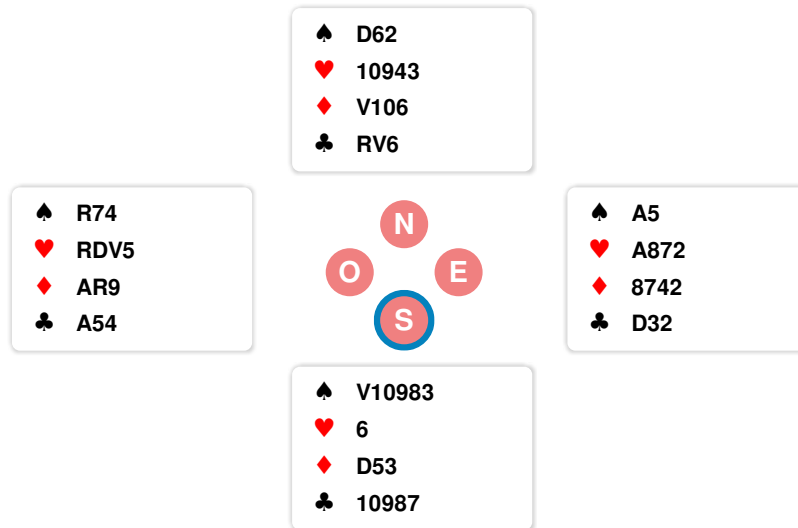 ♠ D62
♥ 10943
♦ V106
♣ RV6
♠ R74
♥ RDV5
♦ AR9
♣ A54
N
O E
S
♠ A5
♥ A872
♦ 8742
♣ D32
♠ V10983
♥ 6
♦ D53
♣ 10987